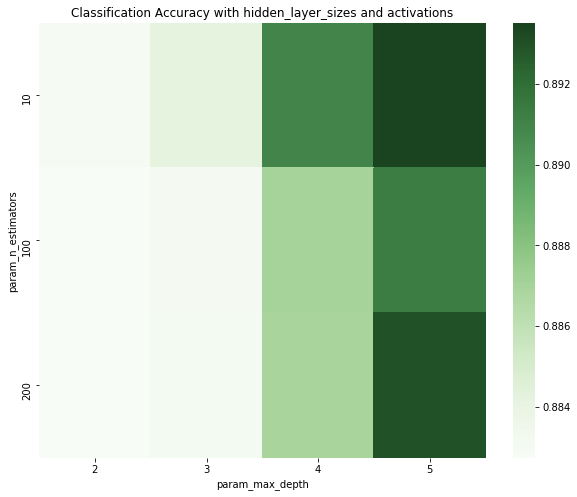 Classification Accuracy with hidden_layer_sizes and activations
param_n_estimators
10
100
200
2 3 4 5
param_max_depth
0.892
0.890
0.888
0.886
0.884